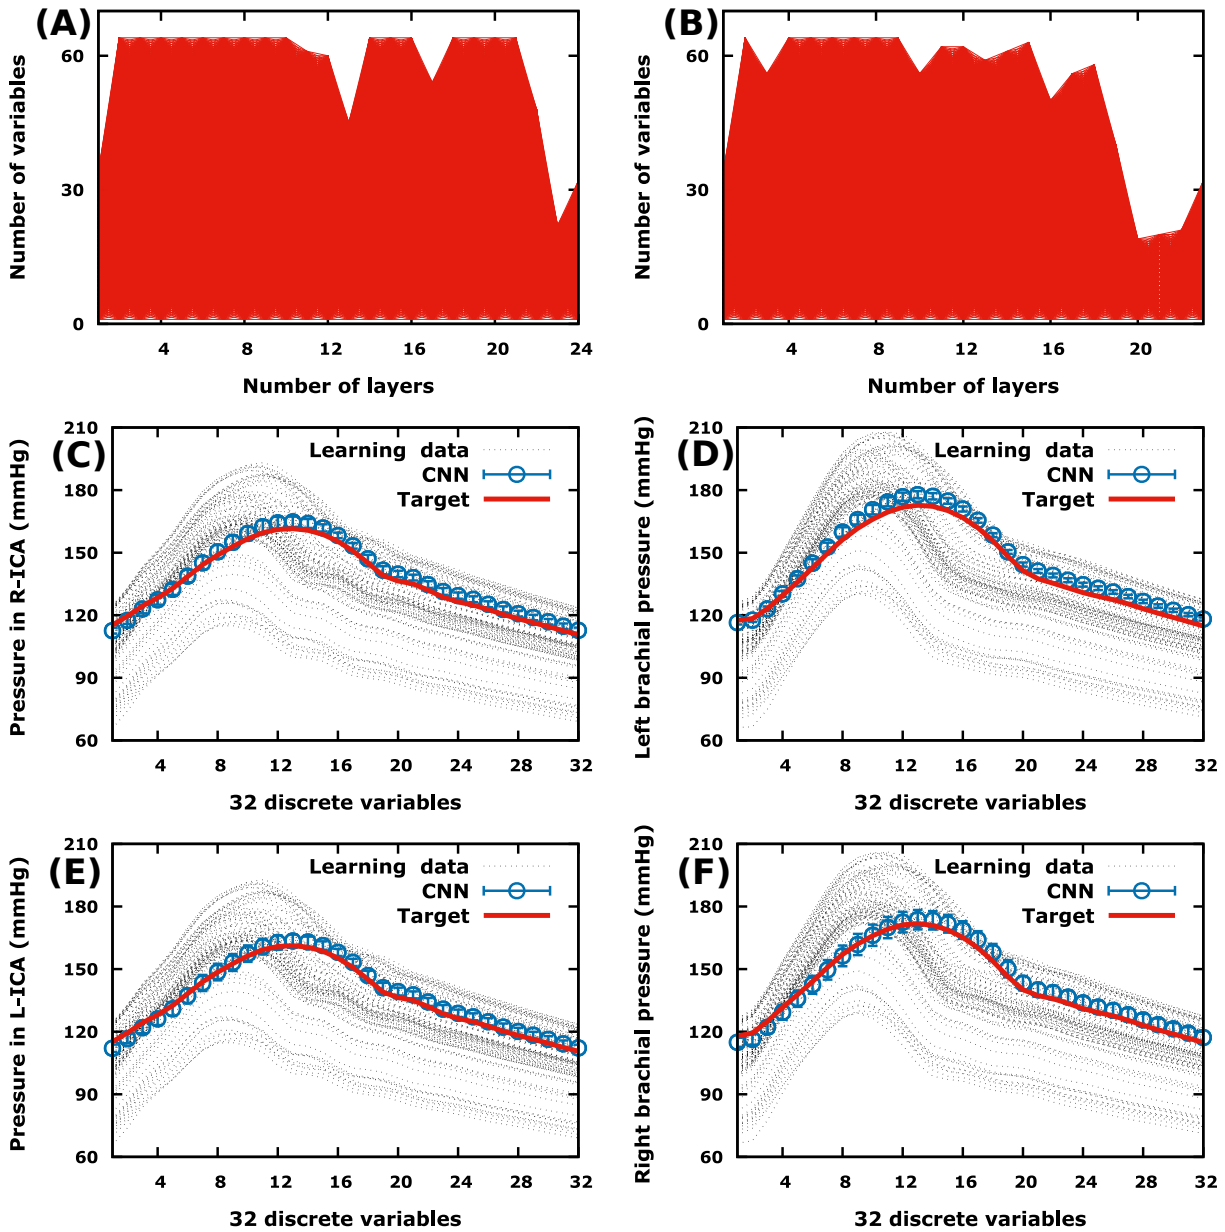 (A)
Number of variables
60
30
0
4
8
12
16
20
24
Number of layers
(B)
Number of variables
60
30
0
4
8
12
16
20
Number of layers
(C)
Pressure in R-ICA (mmHg)
210
180
150
120
90
60
Learning data
CNN
Target
4
8
12
16
20
24
28
32
32 discrete variables
(D)
Left brachial pressure (mmHg)
210
180
150
120
90
60
Learning data
CNN
Target
4
8
12
16
20
24
28
32
32 discrete variables
(E)
Pressure in L-ICA (mmHg)
210
180
150
120
90
60
Learning data
CNN
Target
4
8
12
16
20
24
28
32
32 discrete variables
(F)
Right brachial pressure (mmHg)
210
180
150
120
90
60
Learning data
CNN
Target
4
8
12
16
20
24
28
32
32 discrete variables